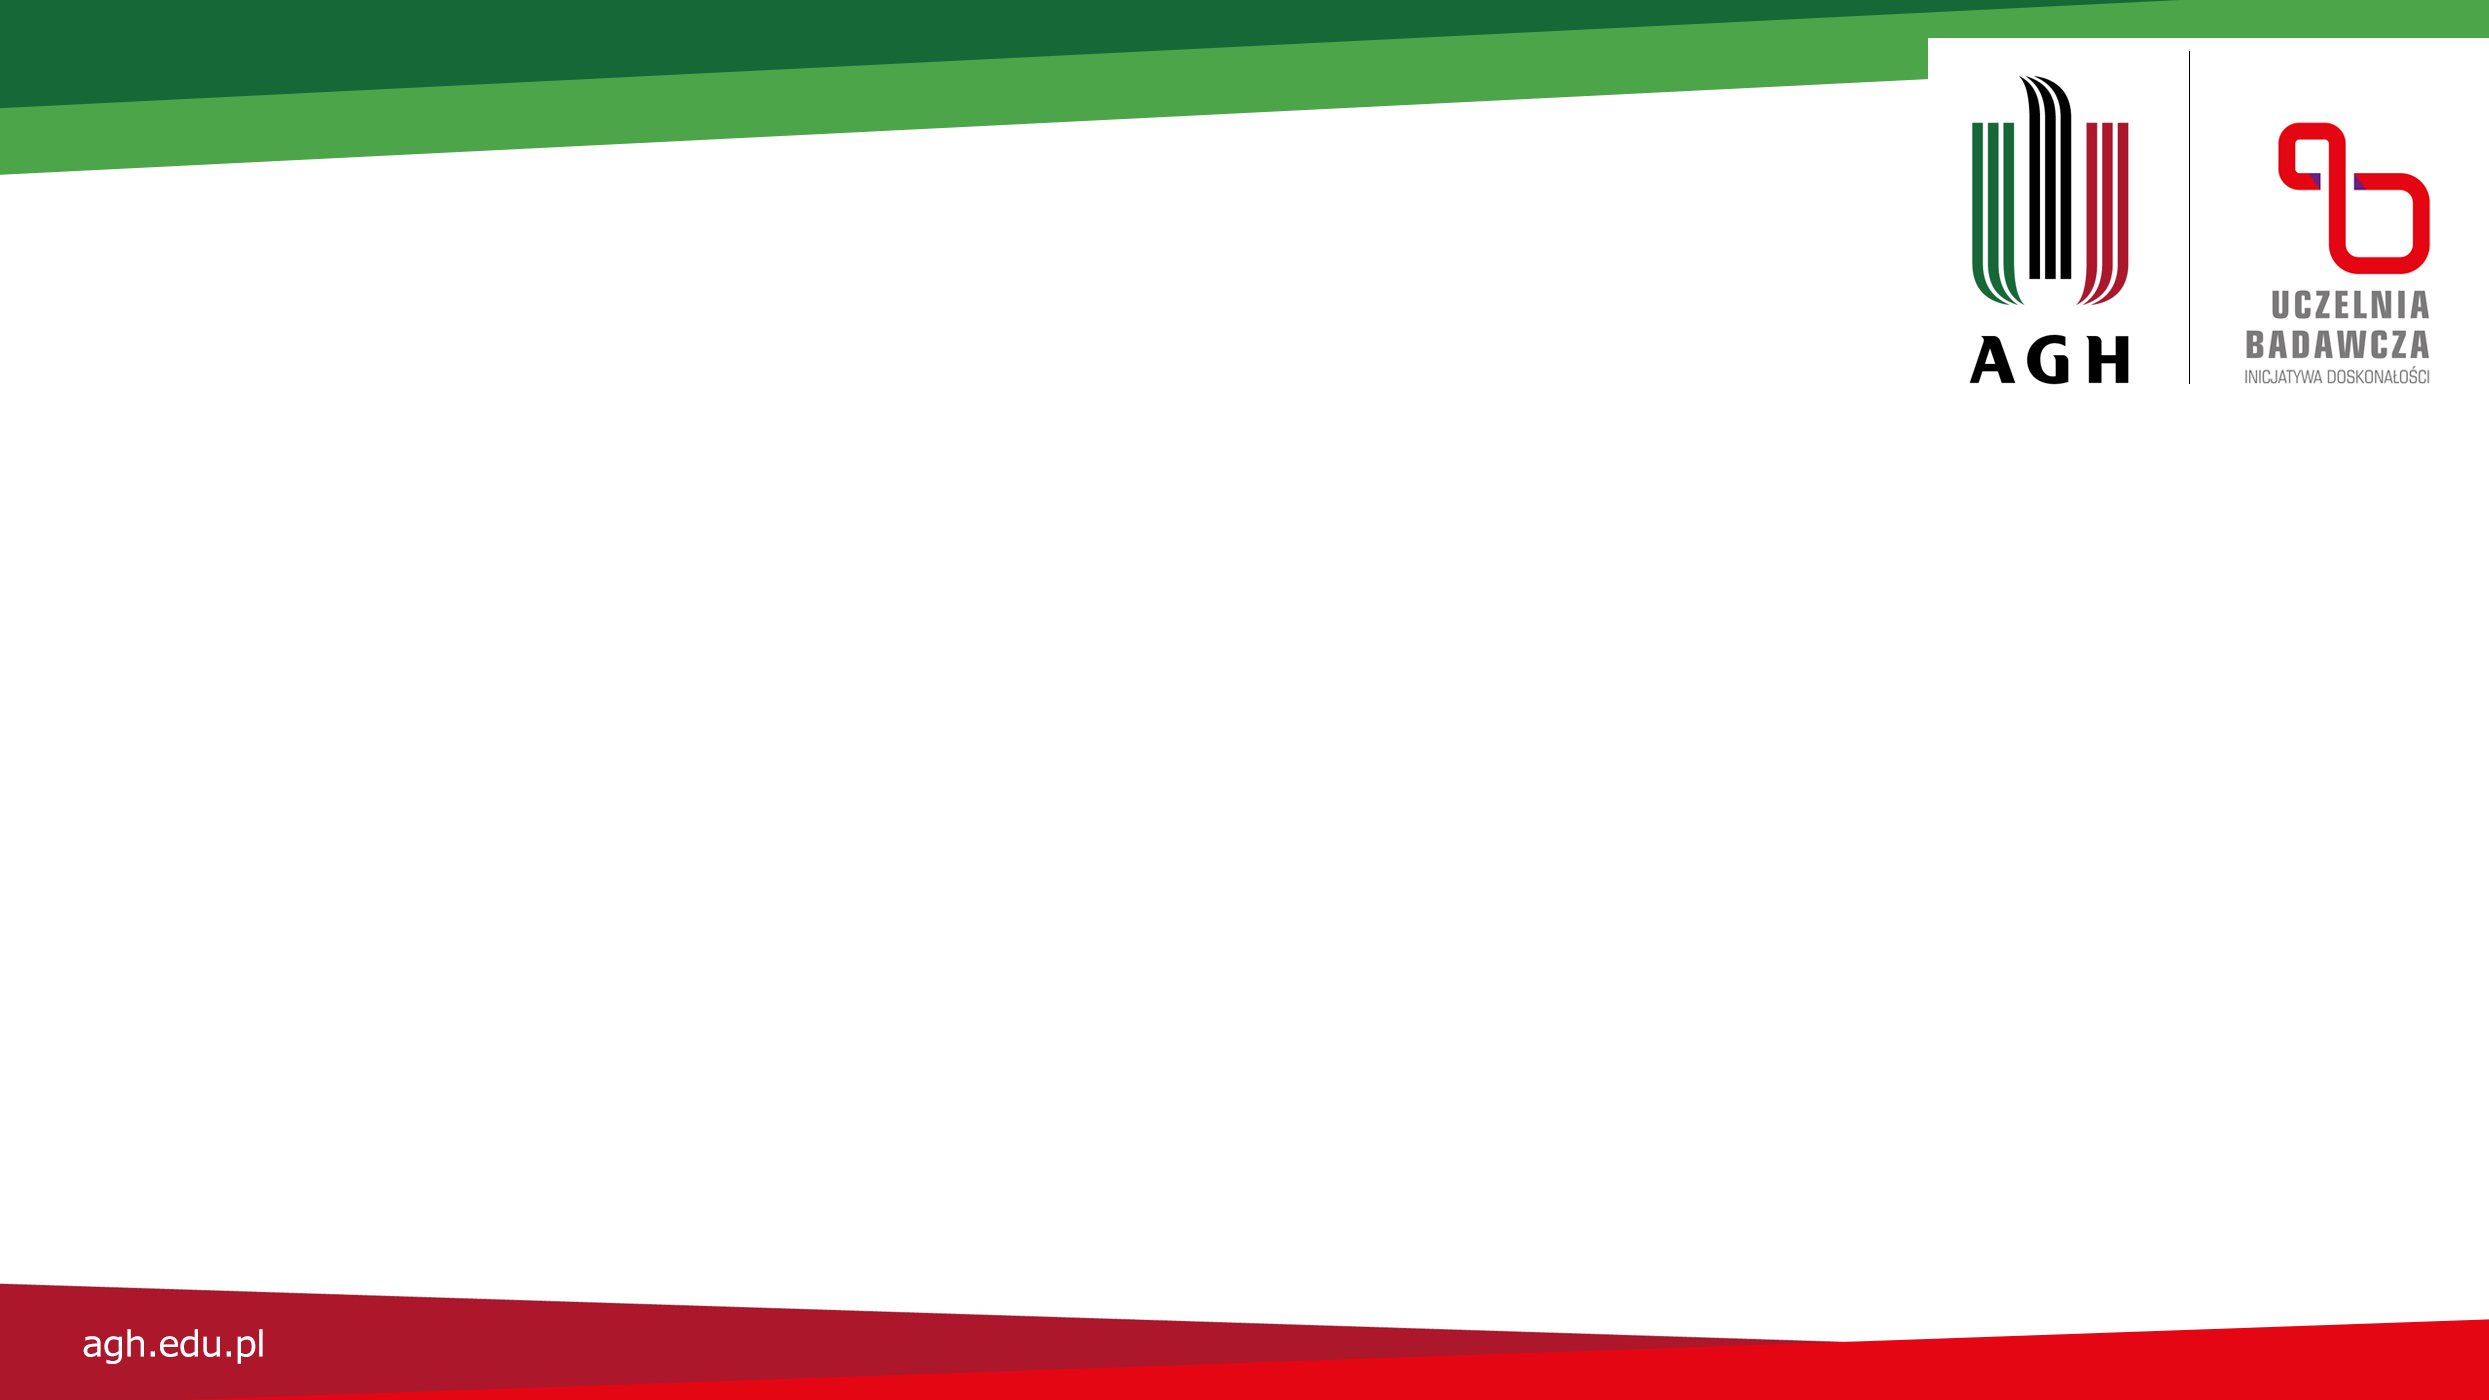 AGH
UCZELNIA
BADAWCZA
INICJATYWA DOSKONAŁOŚCI
agh.edu.pl